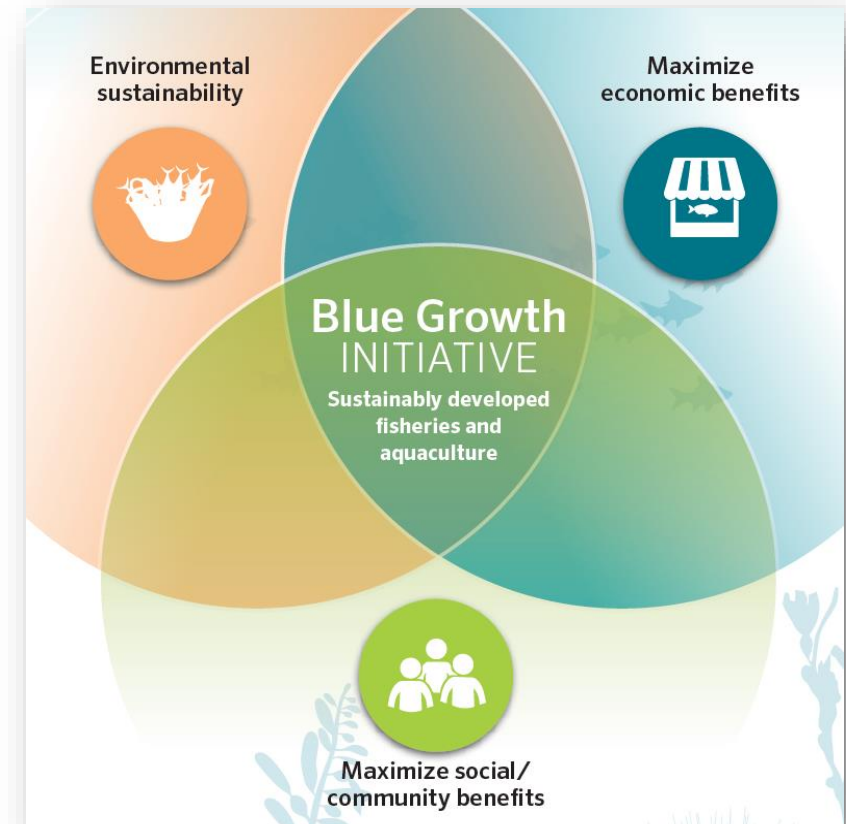 Environmental
sustainability
Maximize
economic benefits
Blue Growth
INITIATIVE
Sustainably developed
fisheries and
aquaculture
Maximize social/
community benefits